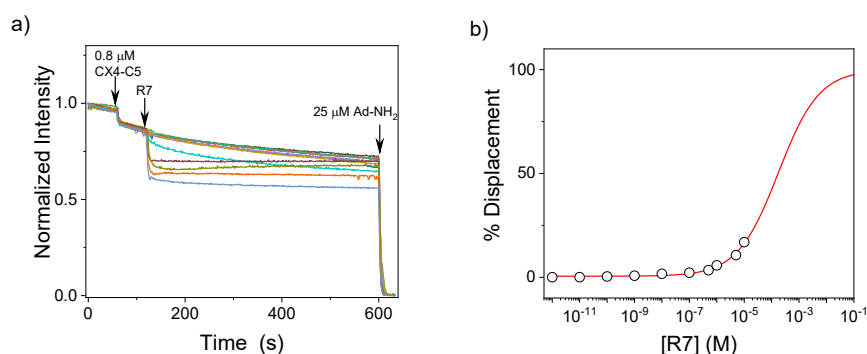 a)
0.8 μM
CX4-C5
R7
25 μM Ad-NH₂
1.0
0.5
0.0
Normalized Intensity
0 200 400 600
Time (s)
b)
100
50
0
% Displacement
10⁻¹¹ 10⁻⁹ 10⁻⁷ 10⁻⁵ 10⁻³ 10⁻¹
[R7] (M)